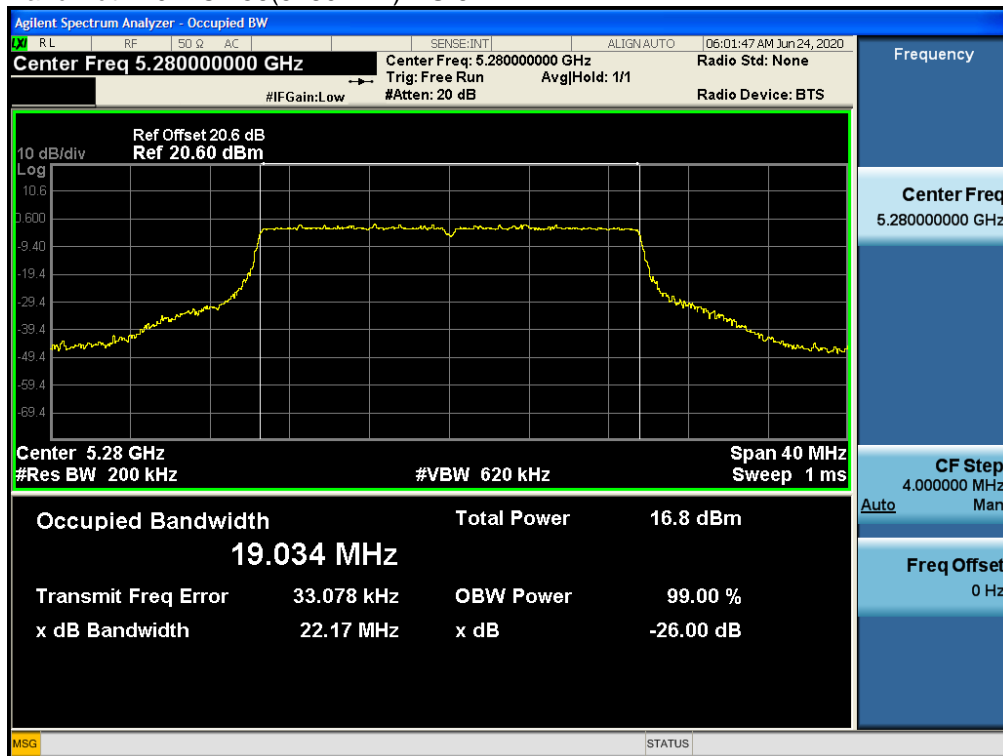 Agilent Spectrum Analyzer - Occupied BW
LXI RL RF 50 Ω AC SENSE:INT ALIGN AUTO 06:01:47 AM Jun 24, 2020
Center Freq 5.280000000 GHz
Center Freq: 5.280000000 GHz
Radio Std: None
Trig: Free Run Avg|Hold: 1/1
#IFGain:Low
#Atten: 20 dB
Radio Device: BTS
Ref Offset 20.6 dB
10 dB/div Ref 20.60 dBm
Log
10.6
0.600
-9.40
-19.4
-29.4
-39.4
-49.4
-59.4
-69.4
Center 5.28 GHz Span 40 MHz
#Res BW 200 kHz #VBW 620 kHz Sweep 1 ms
Occupied Bandwidth Total Power 16.8 dBm
19.034 MHz
Transmit Freq Error 33.078 kHz OBW Power 99.00 %
x dB Bandwidth 22.17 MHz x dB -26.00 dB
Frequency
Center Freq
5.280000000 GHz
CF Step
4.000000 MHz
Auto Man
Freq Offset
0 Hz
MSG STATUS